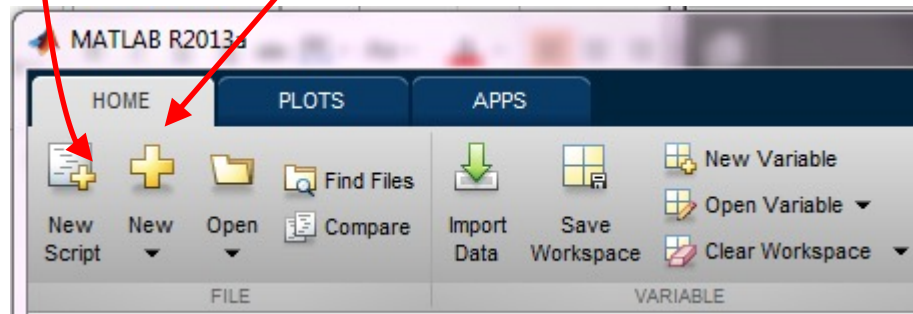 MATLAB R2013a
HOME PLOTS APPS
New Script
New
Open
Find Files
Compare
Import Data
Save Workspace
New Variable
Open Variable
Clear Workspace
FILE VARIABLE